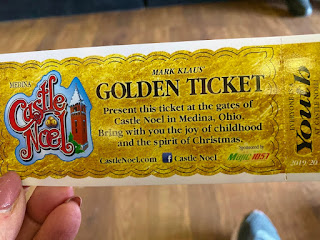 MEDINA
Castle
Noel
MARK KLAUS'
GOLDEN TICKET
Present this ticket at the gates of
Castle Noel in Medina, Ohio.
Bring with you the joy of childhood
and the spirit of Christmas.
CastleNoel.com Castle Noel
Sponsored by
Majic 105.7
Youth